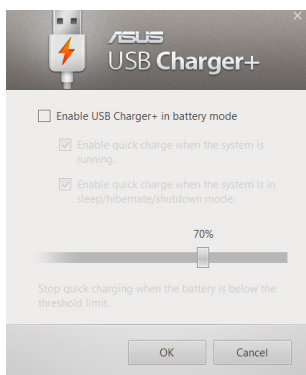 ASUS
USB Charger+
Enable USB Charger+ in battery mode
Enable quick charge when the system is
running.
Enable quick charge when the system is in
sleep/hibernate/shutdown mode.
70%
Stop quick charging when the battery is below the
threshold limit.
OK
Cancel